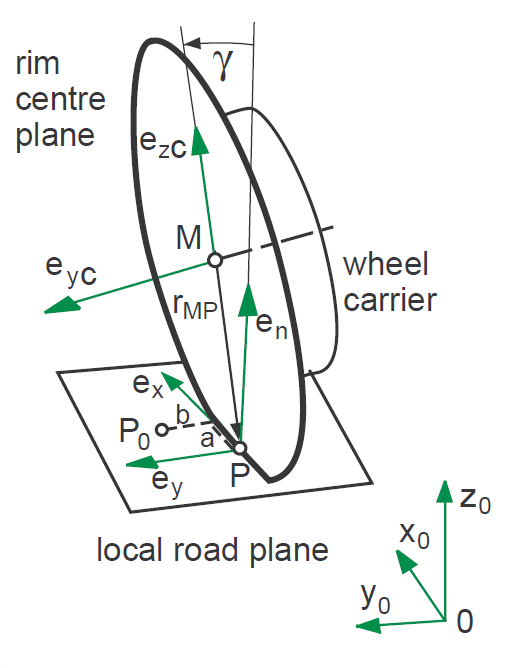 γ
rim
centre
plane
e_zC
M
e_yC
wheel
carrier
r_MP
e_n
e_x
b
P_0
a
P
e_y
local road plane
z_0
x_0
y_0
0